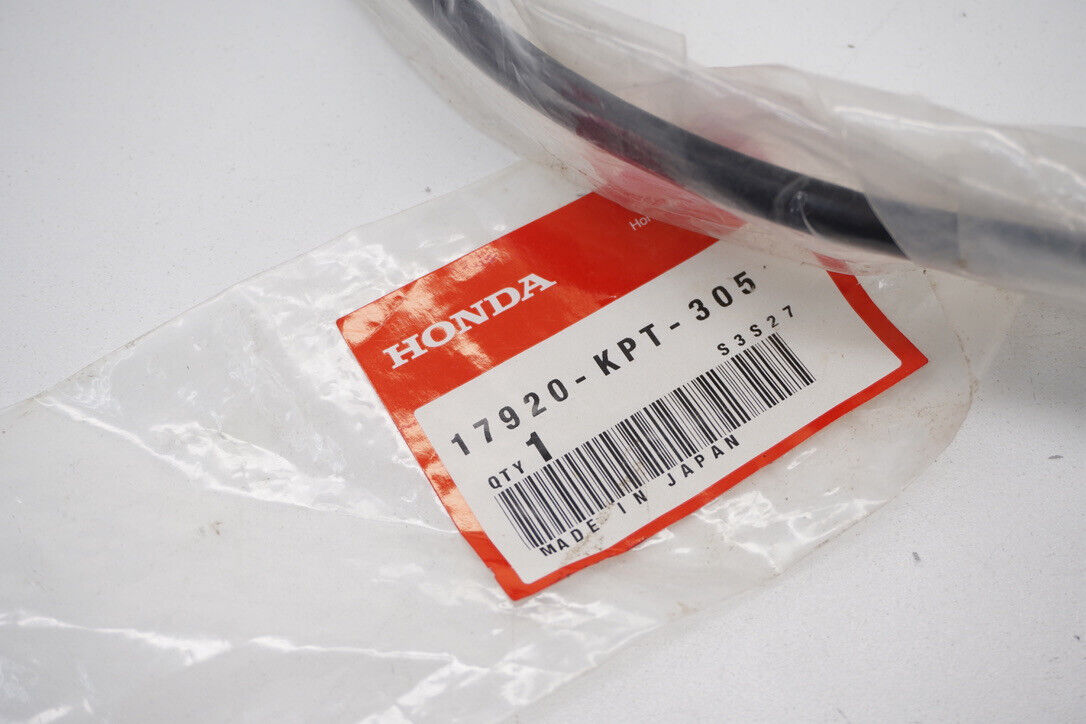 HONDA
17920-KPT-305
S3S27
QTY 1
MADE IN JAPAN